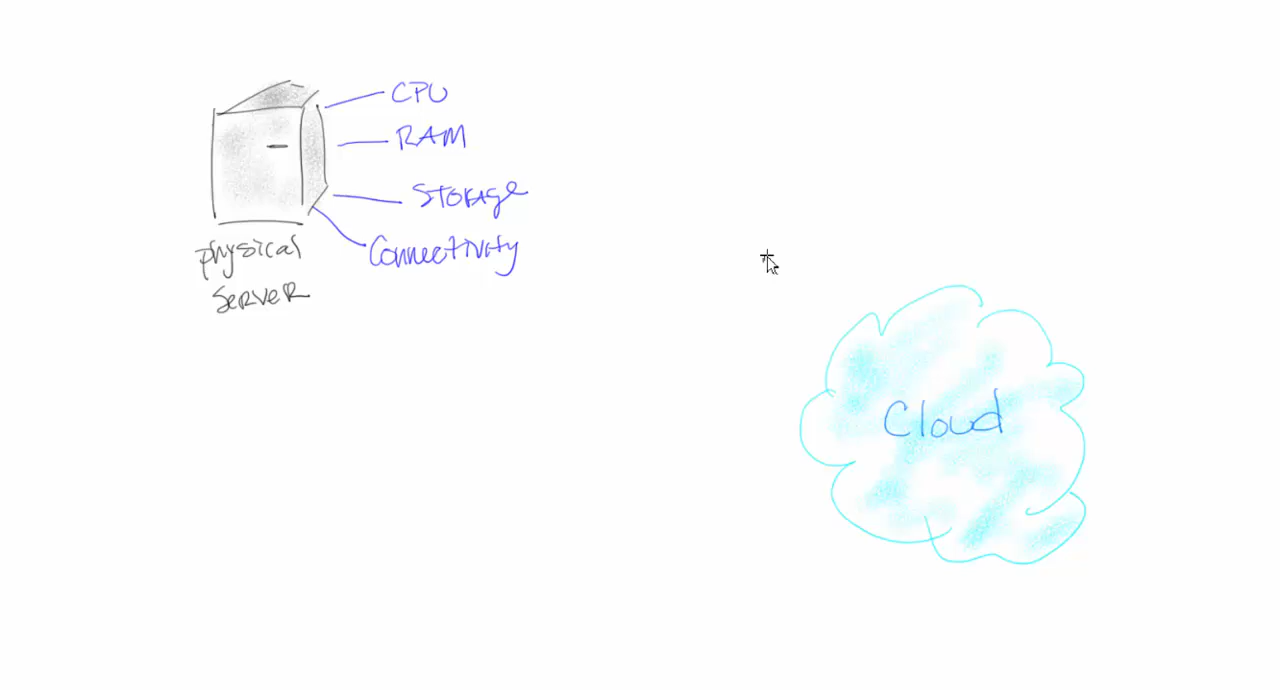 CPU
RAM
Storage
Connectivity
physical
server
Cloud